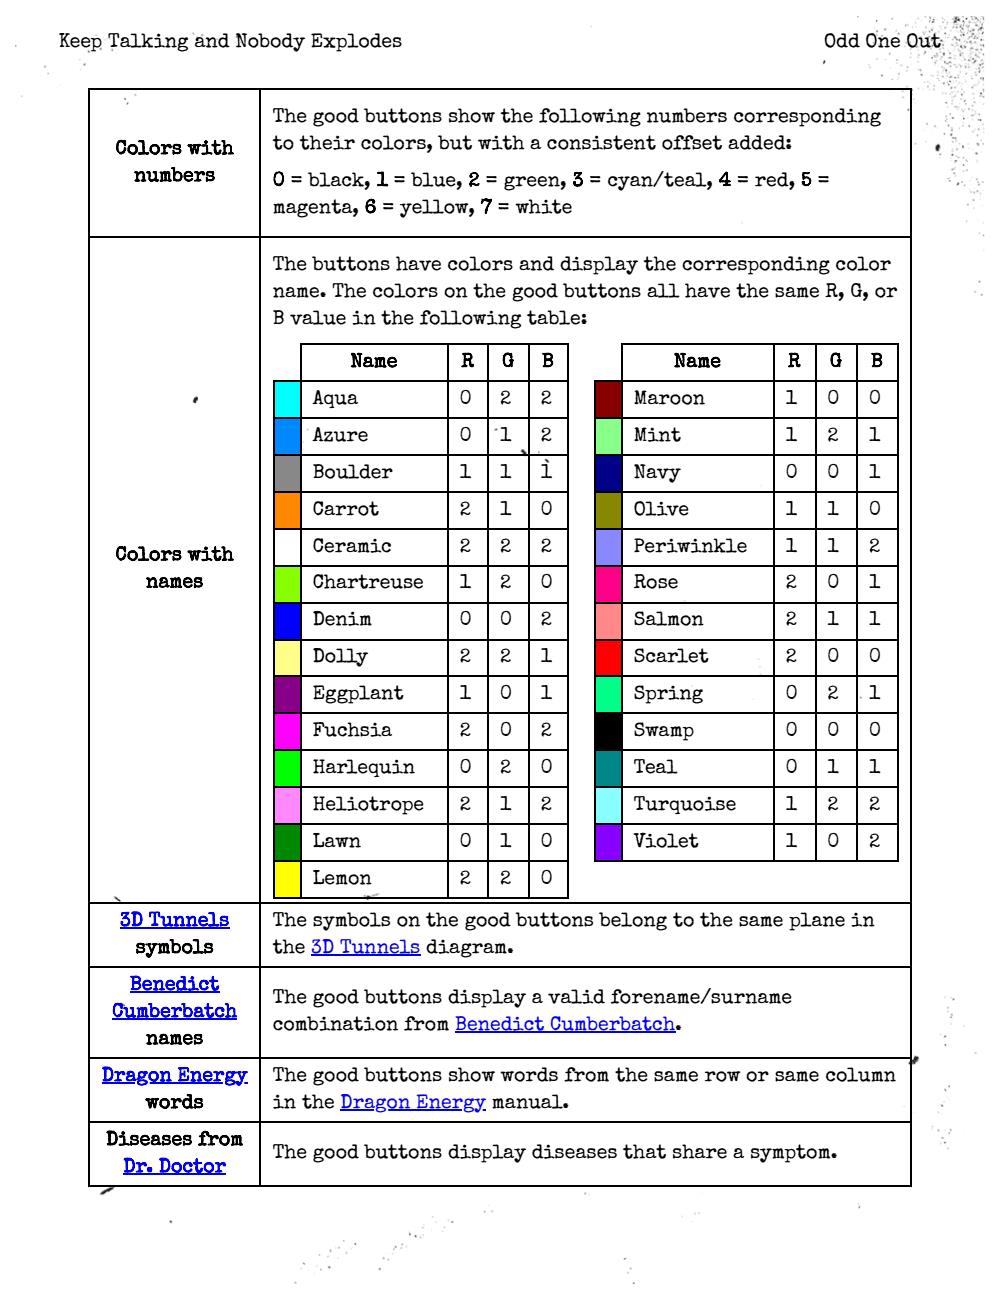 Keep Talking and Nobody Explodes
Odd One Out
Colors with
numbers
The good buttons show the following numbers corresponding
to their colors, but with a consistent offset added:
0 = black, 1 = blue, 2 = green, 3 = cyan/teal, 4 = red, 5 =
magenta, 6 = yellow, 7 = white
Colors with
names
The buttons have colors and display the corresponding color
name. The colors on the good buttons all have the same R, G, or
B value in the following table:
Name R G B
Aqua 0 2 2
Azure 0 1 2
Boulder 1 1 1
Carrot 2 1 0
Ceramic 2 2 2
Chartreuse 1 2 0
Denim 0 0 2
Dolly 2 2 1
Eggplant 1 0 1
Fuchsia 2 0 2
Harlequin 0 2 0
Heliotrope 2 1 2
Lawn 0 1 0
Lemon 2 2 0
Name R G B
Maroon 1 0 0
Mint 1 2 1
Navy 0 0 1
Olive 1 1 0
Periwinkle 1 1 2
Rose 2 0 1
Salmon 2 1 1
Scarlet 2 0 0
Spring 0 2 1
Swamp 0 0 0
Teal 0 1 1
Turquoise 1 2 2
Violet 1 0 2
3D Tunnels
symbols
The symbols on the good buttons belong to the same plane in
the 3D Tunnels diagram.
Benedict
Cumberbatch
names
The good buttons display a valid forename/surname
combination from Benedict Cumberbatch.
Dragon Energy
words
The good buttons show words from the same row or same column
in the Dragon Energy manual.
Diseases from
Dr. Doctor
The good buttons display diseases that share a symptom.